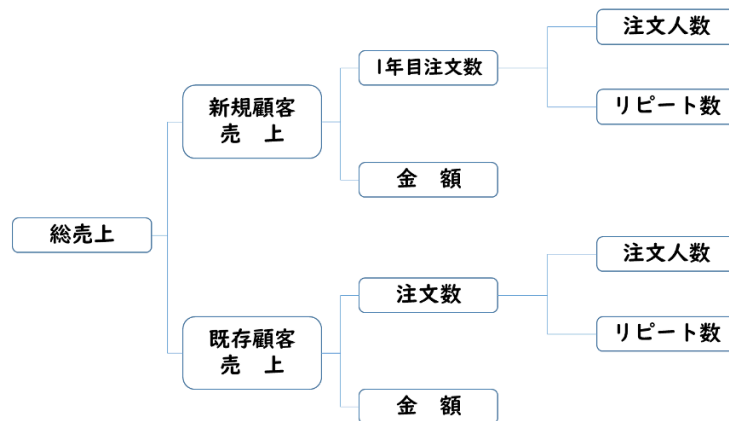 注文人数
1年目注文数
リピート数
新規顧客
売　上
金　額
総売上
注文人数
注文数
リピート数
既存顧客
売　上
金　額